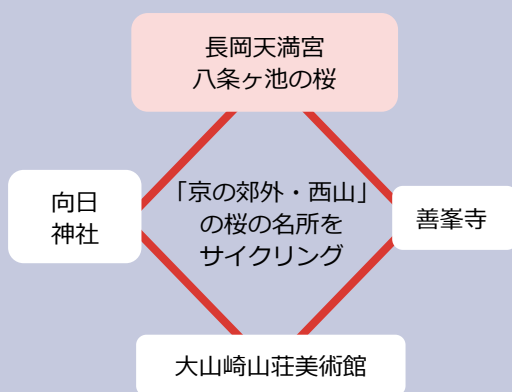 長岡天満宮
八条ヶ池の桜
向日
神社
「京の郊外・西山」
の桜の名所を
サイクリング
善峯寺
大山崎山荘美術館